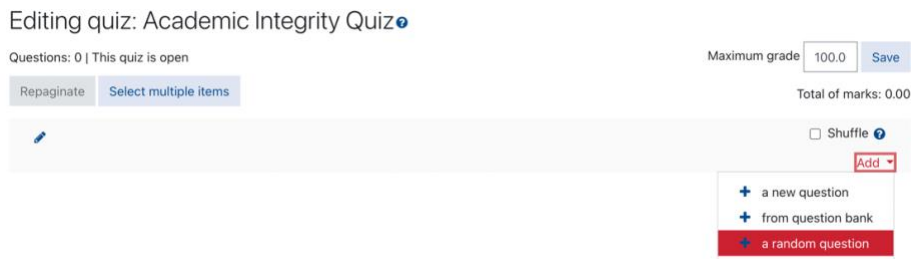 Editing quiz: Academic Integrity Quiz
Questions: 0 | This quiz is open
Maximum grade 100.0 Save
Repaginate Select multiple items
Total of marks: 0.00
Shuffle
Add
a new question
from question bank
a random question